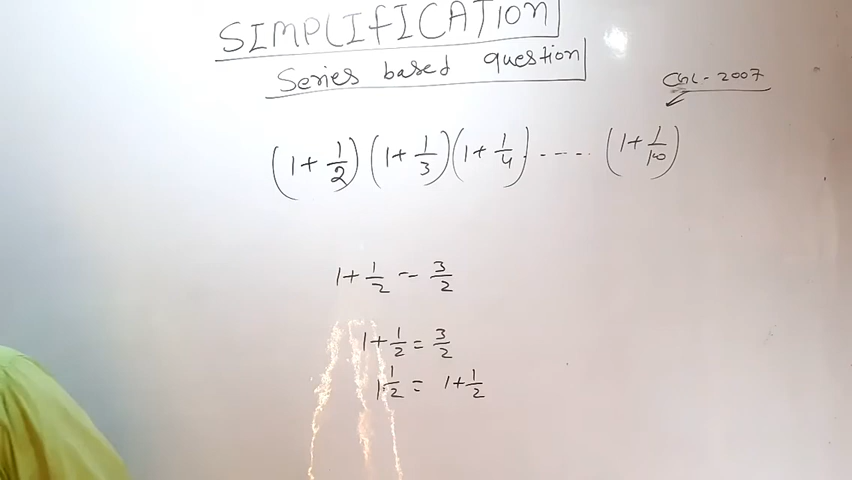 SIMPLIFICATION
Series based question
CGL - 2007
(1+1/2)(1+1/3)(1+1/4)-----(1+1/10)
1+1/2 = 3/2
1+1/2 = 3/2
1 1/2 = 1+1/2